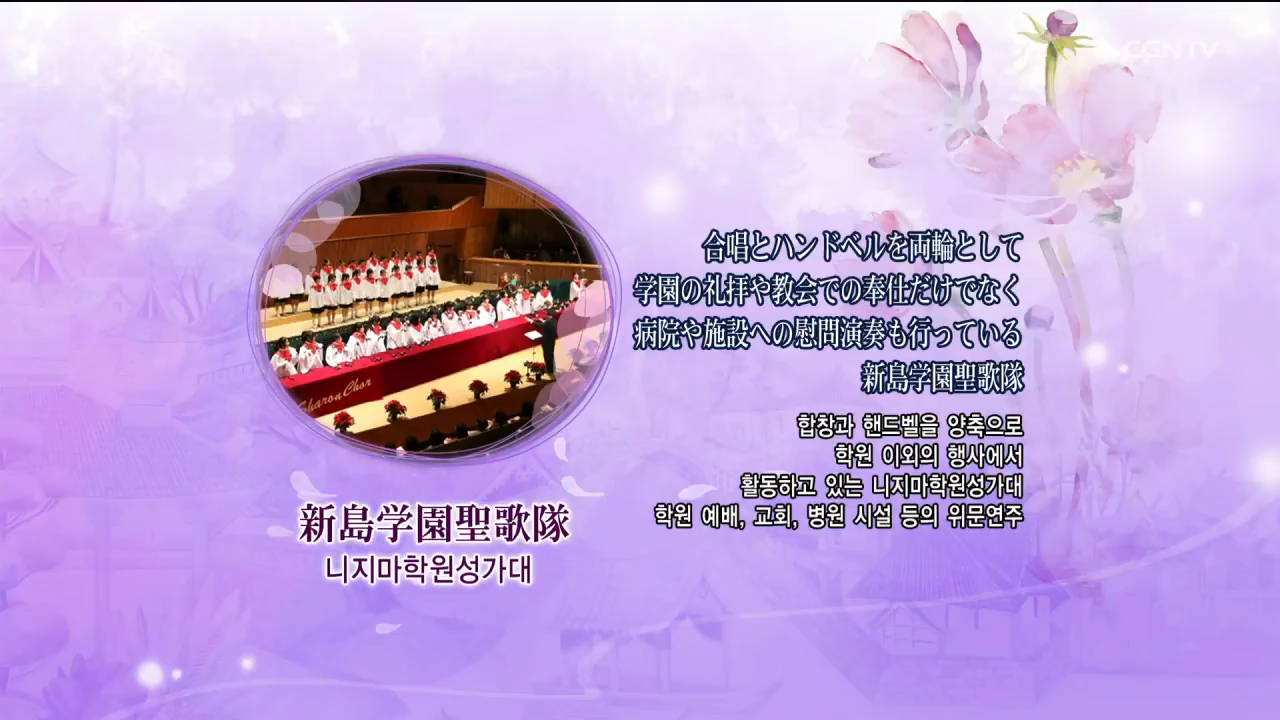 CCNTV
合唱とハンドベルを両輪として
学園の礼拝や教会での奉仕だけでなく
病院や施設への慰問演奏も行っている
新島学園聖歌隊
합창과 핸드벨을 양축으로
학원 이외의 행사에서
활동하고 있는 니지마학원성가대
학원 예배, 교회, 병원 시설 등의 위문연주
Sharon Chor
新島学園聖歌隊
니지마학원성가대